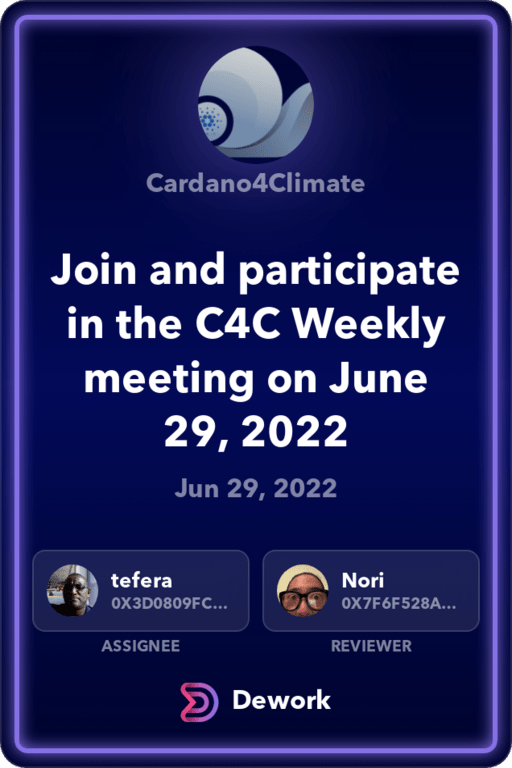 Cardano4Climate
Join and participate
in the C4C Weekly
meeting on June
29, 2022
Jun 29, 2022
tefera
0X3D0809FC...
Nori
0X7F6F528A...
ASSIGNEE
REVIEWER
Dework